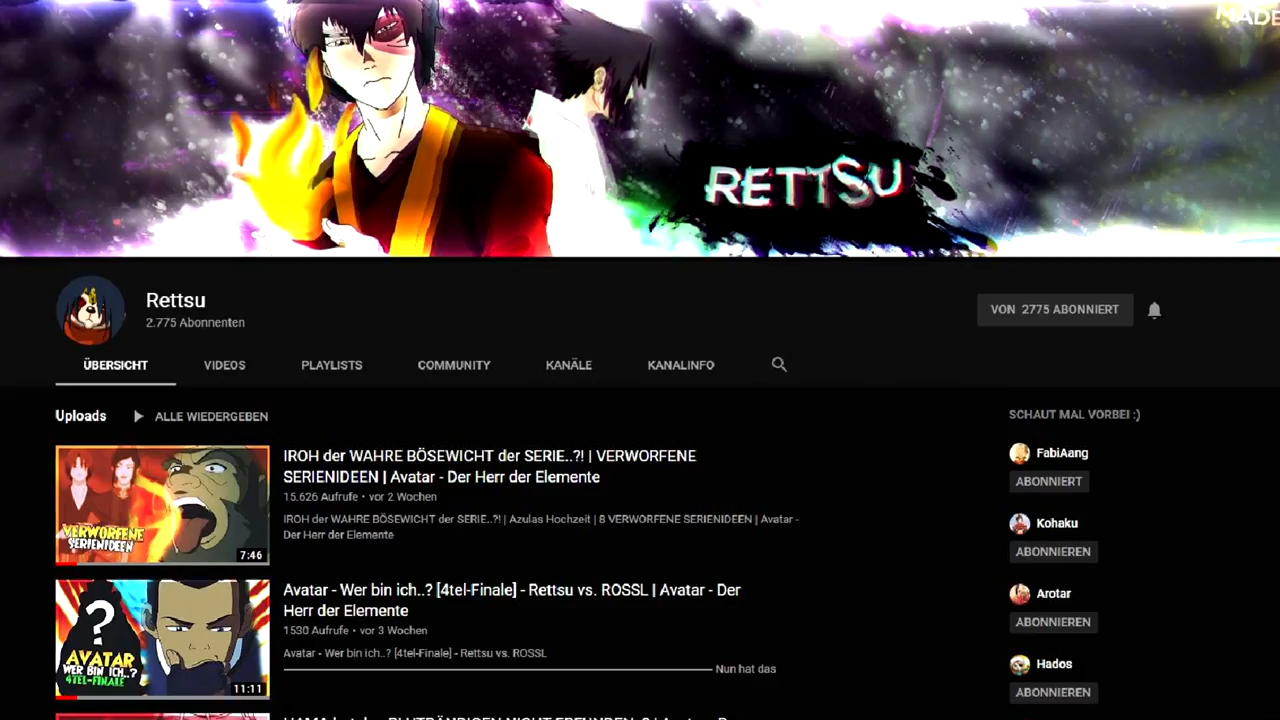 MADE
RETTSU
Rettsu
2.775 Abonnenten
VON 2775 ABONNIERT
ÜBERSICHT
VIDEOS
PLAYLISTS
COMMUNITY
KANÄLE
KANALINFO
Uploads
ALLE WIEDERGEBEN
VERWORFENE
SERIENIDEEN
7:46
IROH der WAHRE BÖSEWICHT der SERIE..?! | VERWORFENE
SERIENIDEEN | Avatar - Der Herr der Elemente
15.626 Aufrufe • vor 2 Wochen
IROH der WAHRE BÖSEWICHT der SERIE..?! | Azulas Hochzeit | 8 VERWORFENE SERIENIDEEN | Avatar -
Der Herr der Elemente
?
AVATAR
WER BIN ICH..?
4TEL-FINALE
11:11
Avatar - Wer bin ich..? [4tel-Finale] - Rettsu vs. ROSSL | Avatar - Der
Herr der Elemente
1530 Aufrufe • vor 3 Wochen
Avatar - Wer bin ich..? [4tel-Finale] - Rettsu vs. ROSSL
Nun hat das
SCHAUT MAL VORBEI :)
FabiAang
ABONNIERT
Kohaku
ABONNIEREN
Arotar
ABONNIEREN
Hados
ABONNIEREN